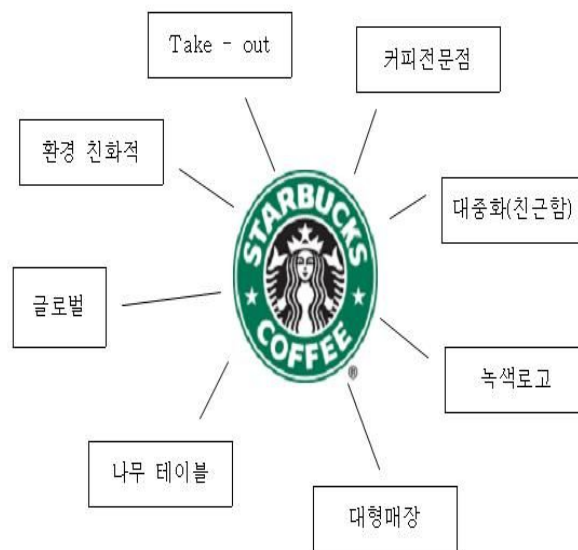 Take - out
커피전문점
환경 친화적
대중화(친근함)
STARBUCKS
COFFEE
®
글로벌
녹색로고
나무 테이블
대형매장